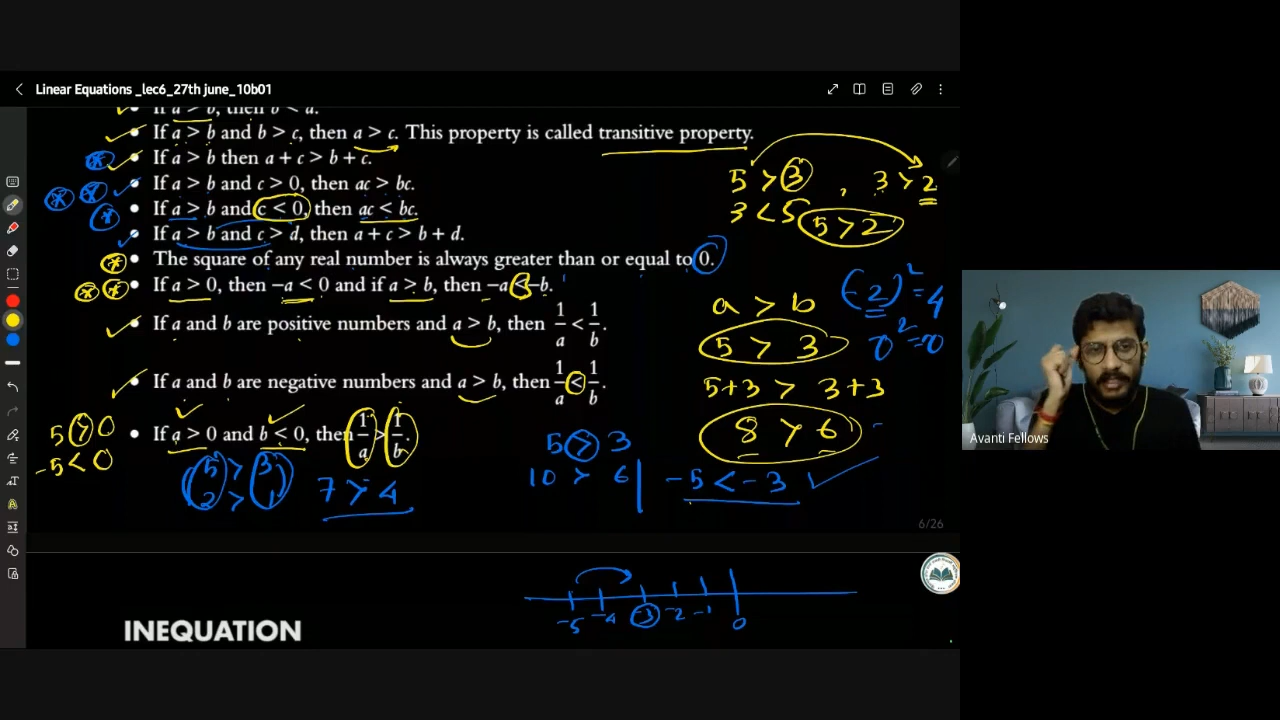 Linear Equations _lec6_27th june_10b01
• If a > b, then b < a.
• If a > b and b > c, then a > c. This property is called transitive property.
• If a > b then a + c > b + c.
• If a > b and c > 0, then ac > bc.
• If a > b and c < 0, then ac < bc.
• If a > b and c > d, then a + c > b + d.
• The square of any real number is always greater than or equal to 0.
• If a > 0, then −a < 0 and if a > b, then −a < −b.
• If a and b are positive numbers and a > b, then 1/a < 1/b.
• If a and b are negative numbers and a > b, then 1/a < 1/b.
• If a > 0 and b < 0, then 1/a > 1/b.
5 > 3 , 3 > 2
3 < 5 5 > 2
(-2)² = 4
0² = 0
a > b
5 > 3
5+3 > 3+3
8 > 6
5 > 0
-5 < 0
5 > 3
2 > 1
7 > 4
5 > 3
10 > 6
-5 < -3
6/26
-5 -4 -3 -2 -1 0
INEQUATION
Avanti Fellows